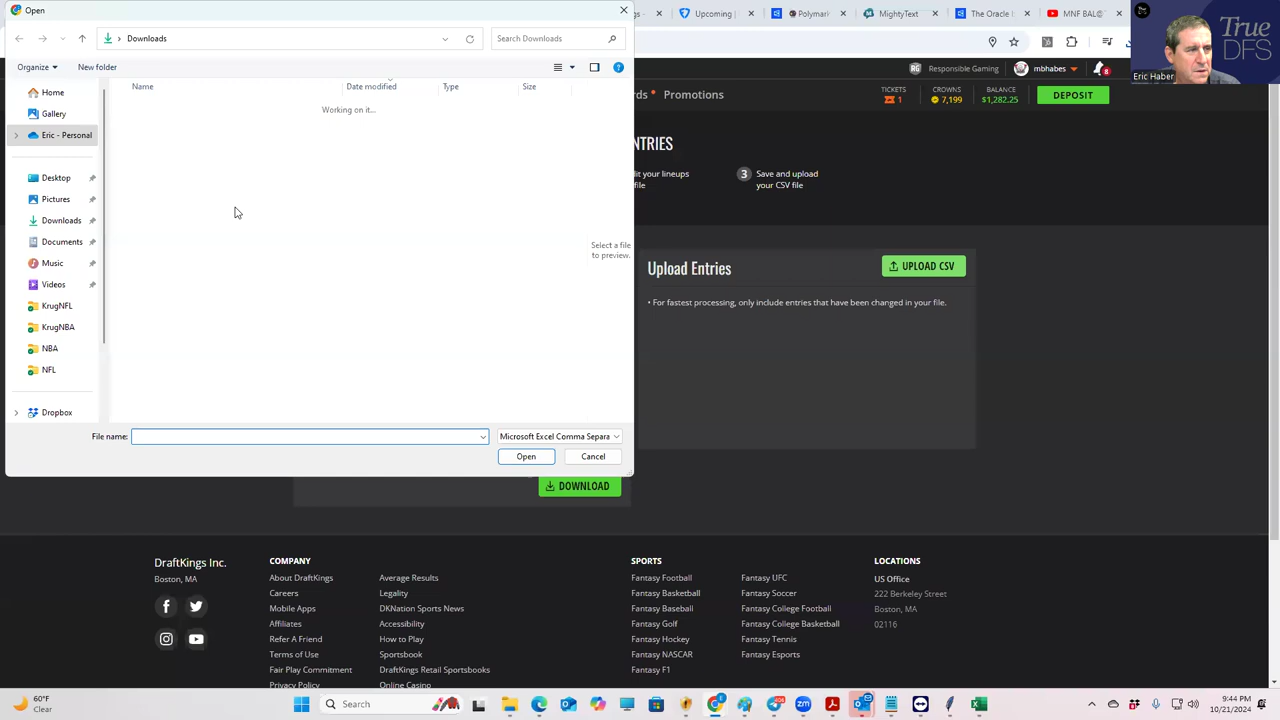 Open
Upcoming
Polymari
MightyText
The Oracle I
MNF BAL@
Downloads
Search Downloads
True
DFS
Eric Haber
Organize
New folder
RG Responsible Gaming
mbhabes
8
Name
Date modified
Type
Size
Working on it...
rds
Promotions
TICKETS
1
CROWNS
7,199
BALANCE
$1,282.25
DEPOSIT
Home
Gallery
Eric - Personal
Desktop
Pictures
Downloads
Documents
Music
Videos
KrugNFL
KrugNBA
NBA
NFL
Dropbox
Select a file
to preview.
File name:
Microsoft Excel Comma Separa
Open
Cancel
NTRIES
it your lineups
file
3
Save and upload
your CSV file
Upload Entries
UPLOAD CSV
• For fastest processing, only include entries that have been changed in your file.
DOWNLOAD
DraftKings Inc.
Boston, MA
COMPANY
About DraftKings
Careers
Mobile Apps
Affiliates
Refer A Friend
Terms of Use
Fair Play Commitment
Privacy Policy
Average Results
Legality
DKNation Sports News
Accessibility
How to Play
Sportsbook
DraftKings Retail Sportsbooks
Online Casino
SPORTS
Fantasy Football
Fantasy Basketball
Fantasy Baseball
Fantasy Golf
Fantasy Hockey
Fantasy NASCAR
Fantasy F1
Fantasy UFC
Fantasy Soccer
Fantasy College Football
Fantasy College Basketball
Fantasy Tennis
Fantasy Esports
LOCATIONS
US Office
222 Berkeley Street
Boston, MA
02116
60°F
Clear
Search
9:44 PM
10/21/2024